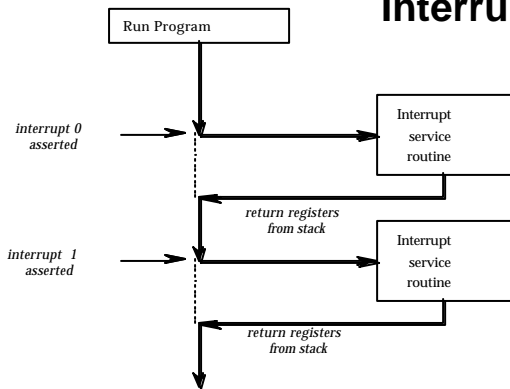 Interru
Run Program
interrupt 0
asserted
Interrupt
service
routine
return registers
from stack
interrupt 1
asserted
Interrupt
service
routine
return registers
from stack